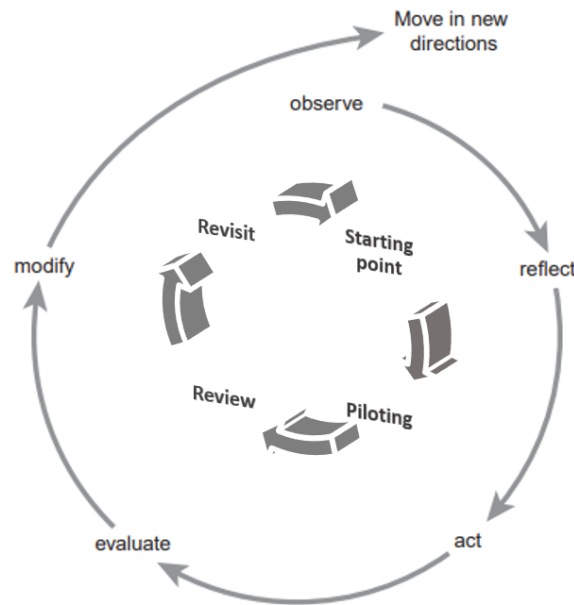 Move in new
directions
observe
Revisit
Starting
point
modify
reflect
Review
Piloting
evaluate
act